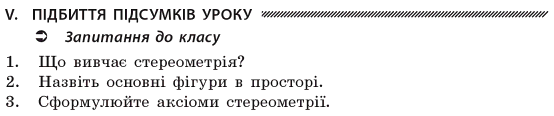 V. ПІДБИТТЯ ПІДСУМКІВ УРОКУ
Запитання до класу
1. Що вивчає стереометрія?
2. Назвіть основні фігури в просторі.
3. Сформулюйте аксіоми стереометрії.